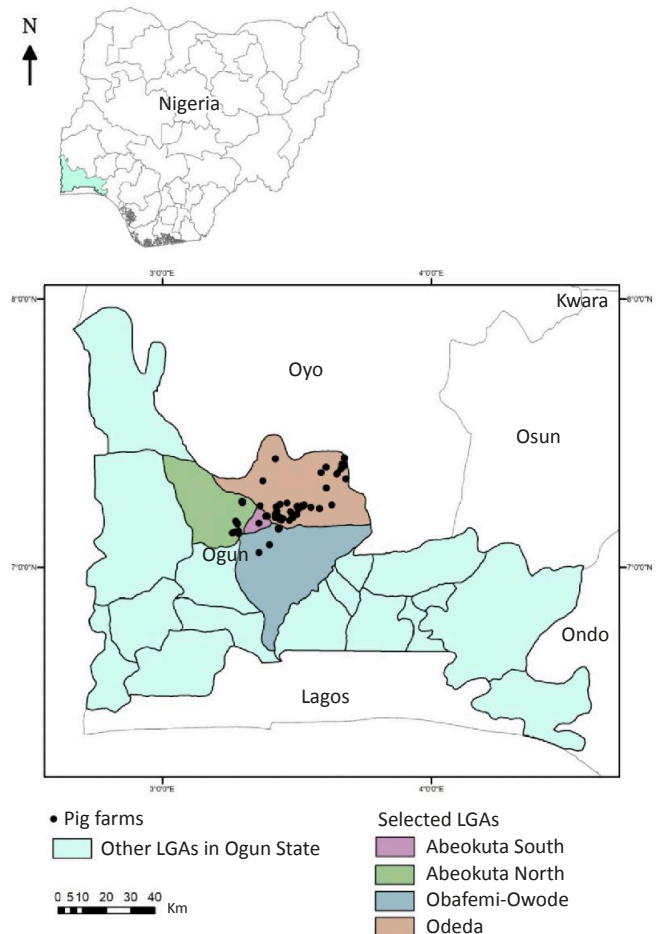 N
Nigeria
3°0'0"E 4°0'0"E
8°0'0"N 8°0'0"N
Kwara
Oyo
Osun
Ogun
7°0'0"N 7°0'0"N
Ondo
Lagos
3°0'0"E 4°0'0"E
Pig farms
Other LGAs in Ogun State
0 5 10 20 30 40 Km
Selected LGAs
Abeokuta South
Abeokuta North
Obafemi-Owode
Odeda